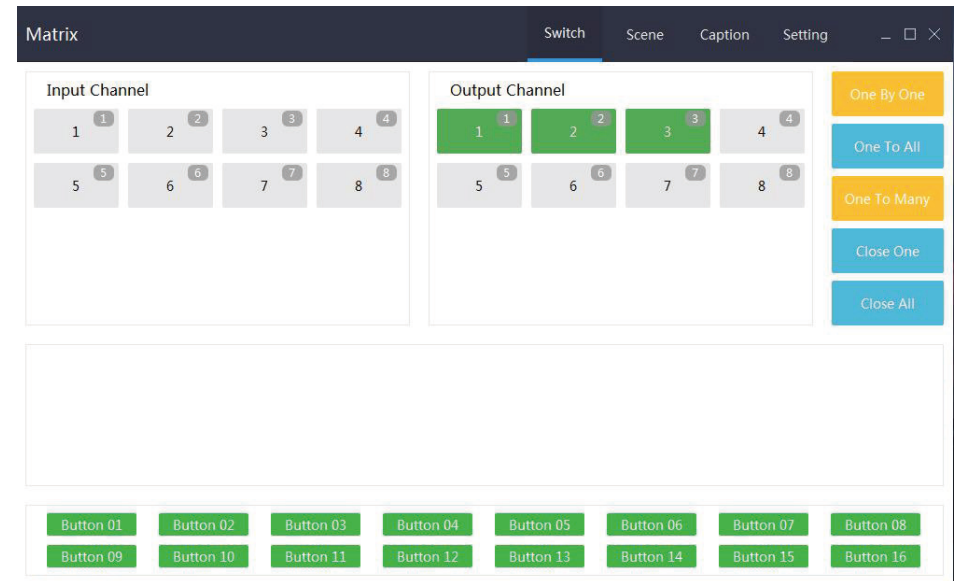 Matrix Switch Scene Caption Setting
Input Channel Output Channel One By One
1 1 2 2 3 3 4 4 1 1 2 2 3 3 4 4
One To All
5 5 6 6 7 7 8 8 5 5 6 6 7 7 8 8
One To Many
Close One
Close All
Button 01 Button 02 Button 03 Button 04 Button 05 Button 06 Button 07 Button 08
Button 09 Button 10 Button 11 Button 12 Button 13 Button 14 Button 15 Button 16